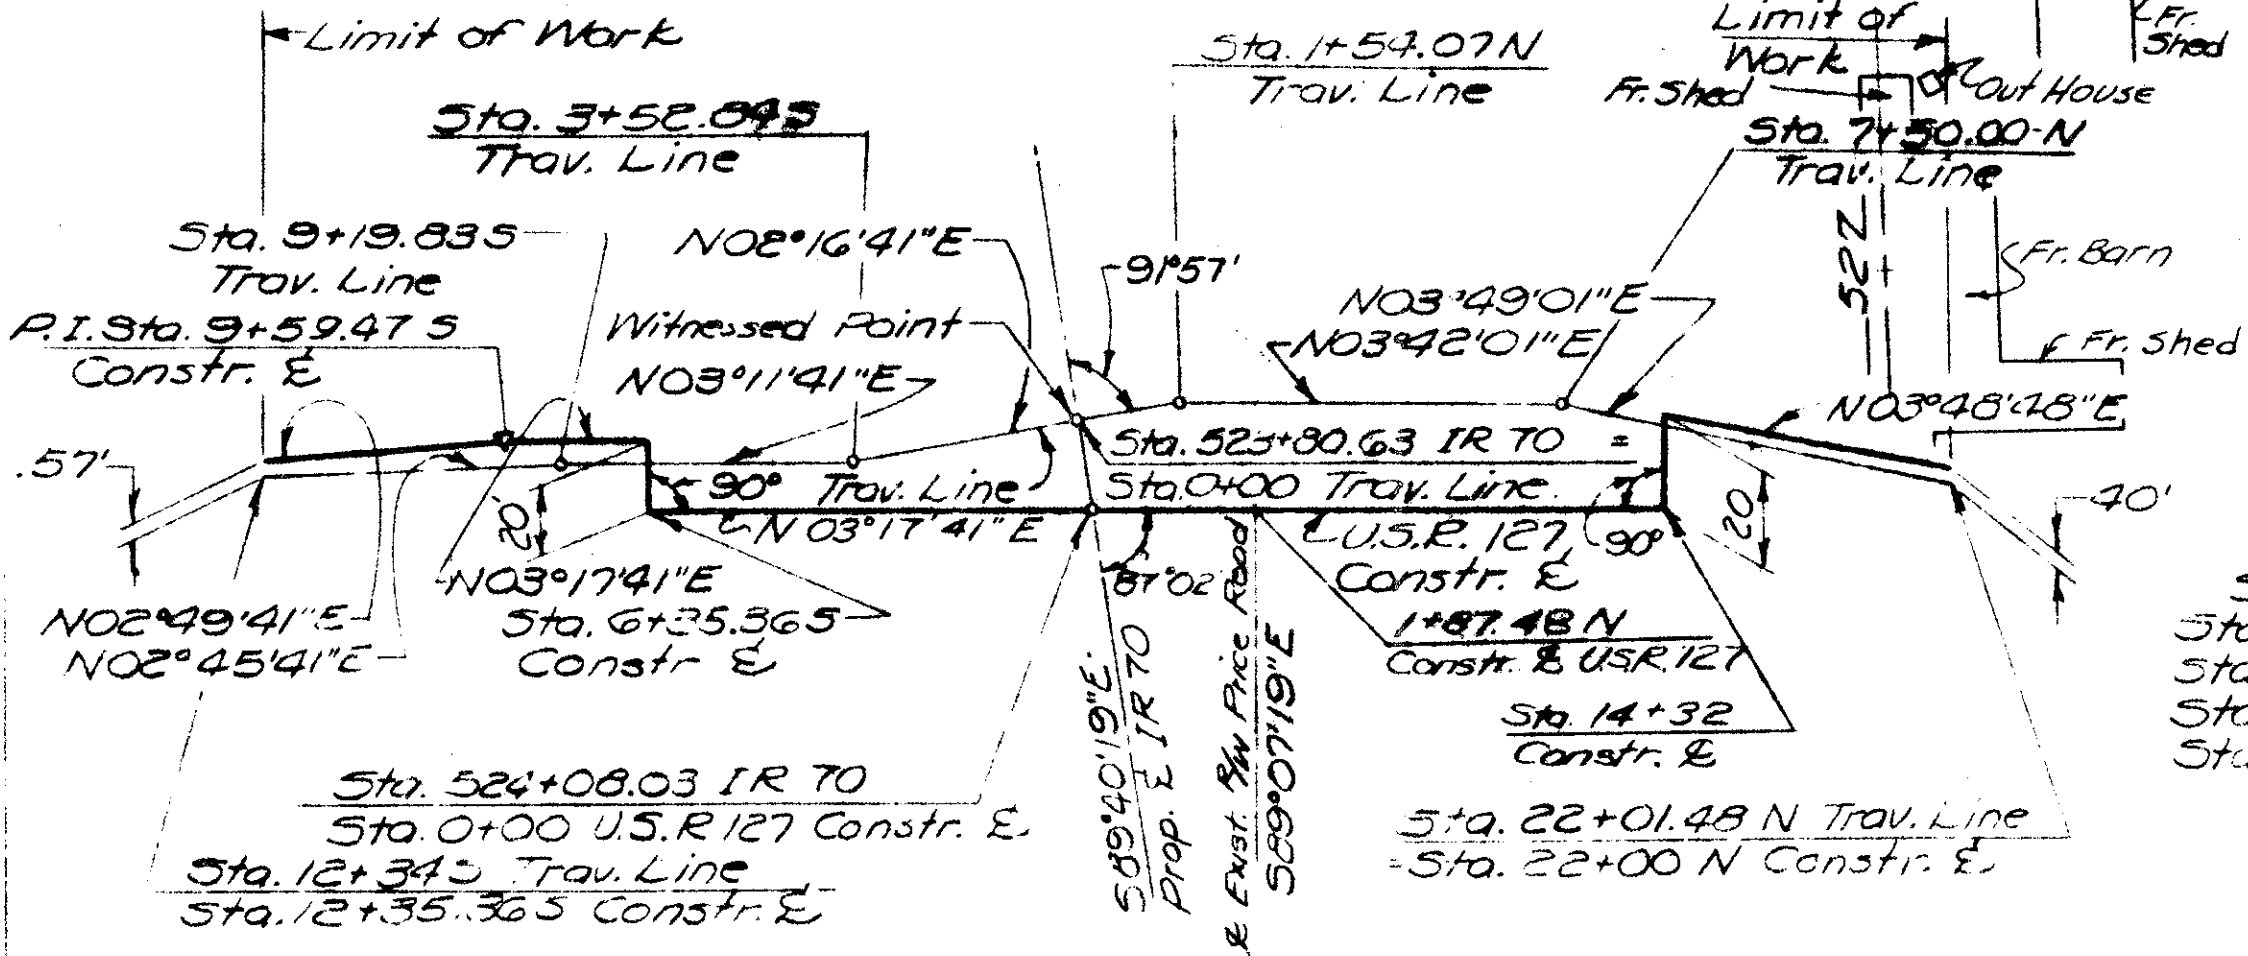 Limit of Work
Sta. 1+54.07 N
Trav. Line
Limit of
Work
Fr.
Shed
Fr. Shed
Out House
Sta. 3+52.84S
Trav. Line
Sta. 7+50.00-N
Trav. Line
Sta. 9+19.83S
Trav. Line
N02°16'41"E
91°57'
522
Fr. Barn
P.I. Sta. 9+59.47 S
Constr. ℄
Witnessed Point
N03°49'01"E
N03°42'01"E
Fr. Shed
N03°11'41"E
N03°48'28"E
.57'
Sta. 523+80.63 IR 70 =
Sta. 0+00 Trav. Line
90° Trav. Line
20
N 03°17'41"E
U.S.R. 127
Constr. ℄
90°
20
.40'
N03°17'41"E
87°02'
N02°49'41"E
N02°45'41"E
Sta. 6+35.36S
Constr ℄
1+87.48 N
Constr. ℄ U.S.R. 127
Sta. 14+32
Constr. ℄
S89°40'19"E
Prop. ℄ IR 70
℄ Exist. R/W Price Road
S89°07'19"E
Sta. 524+08.03 IR 70
Sta. 0+00 U.S.R 127 Constr. ℄
Sta. 12+34S Trav. Line
Sta. 12+35.36S Constr. ℄
Sta. 22+01.48 N Trav. Line
=Sta. 22+00 N Constr. ℄
Sta
Sta
Sta